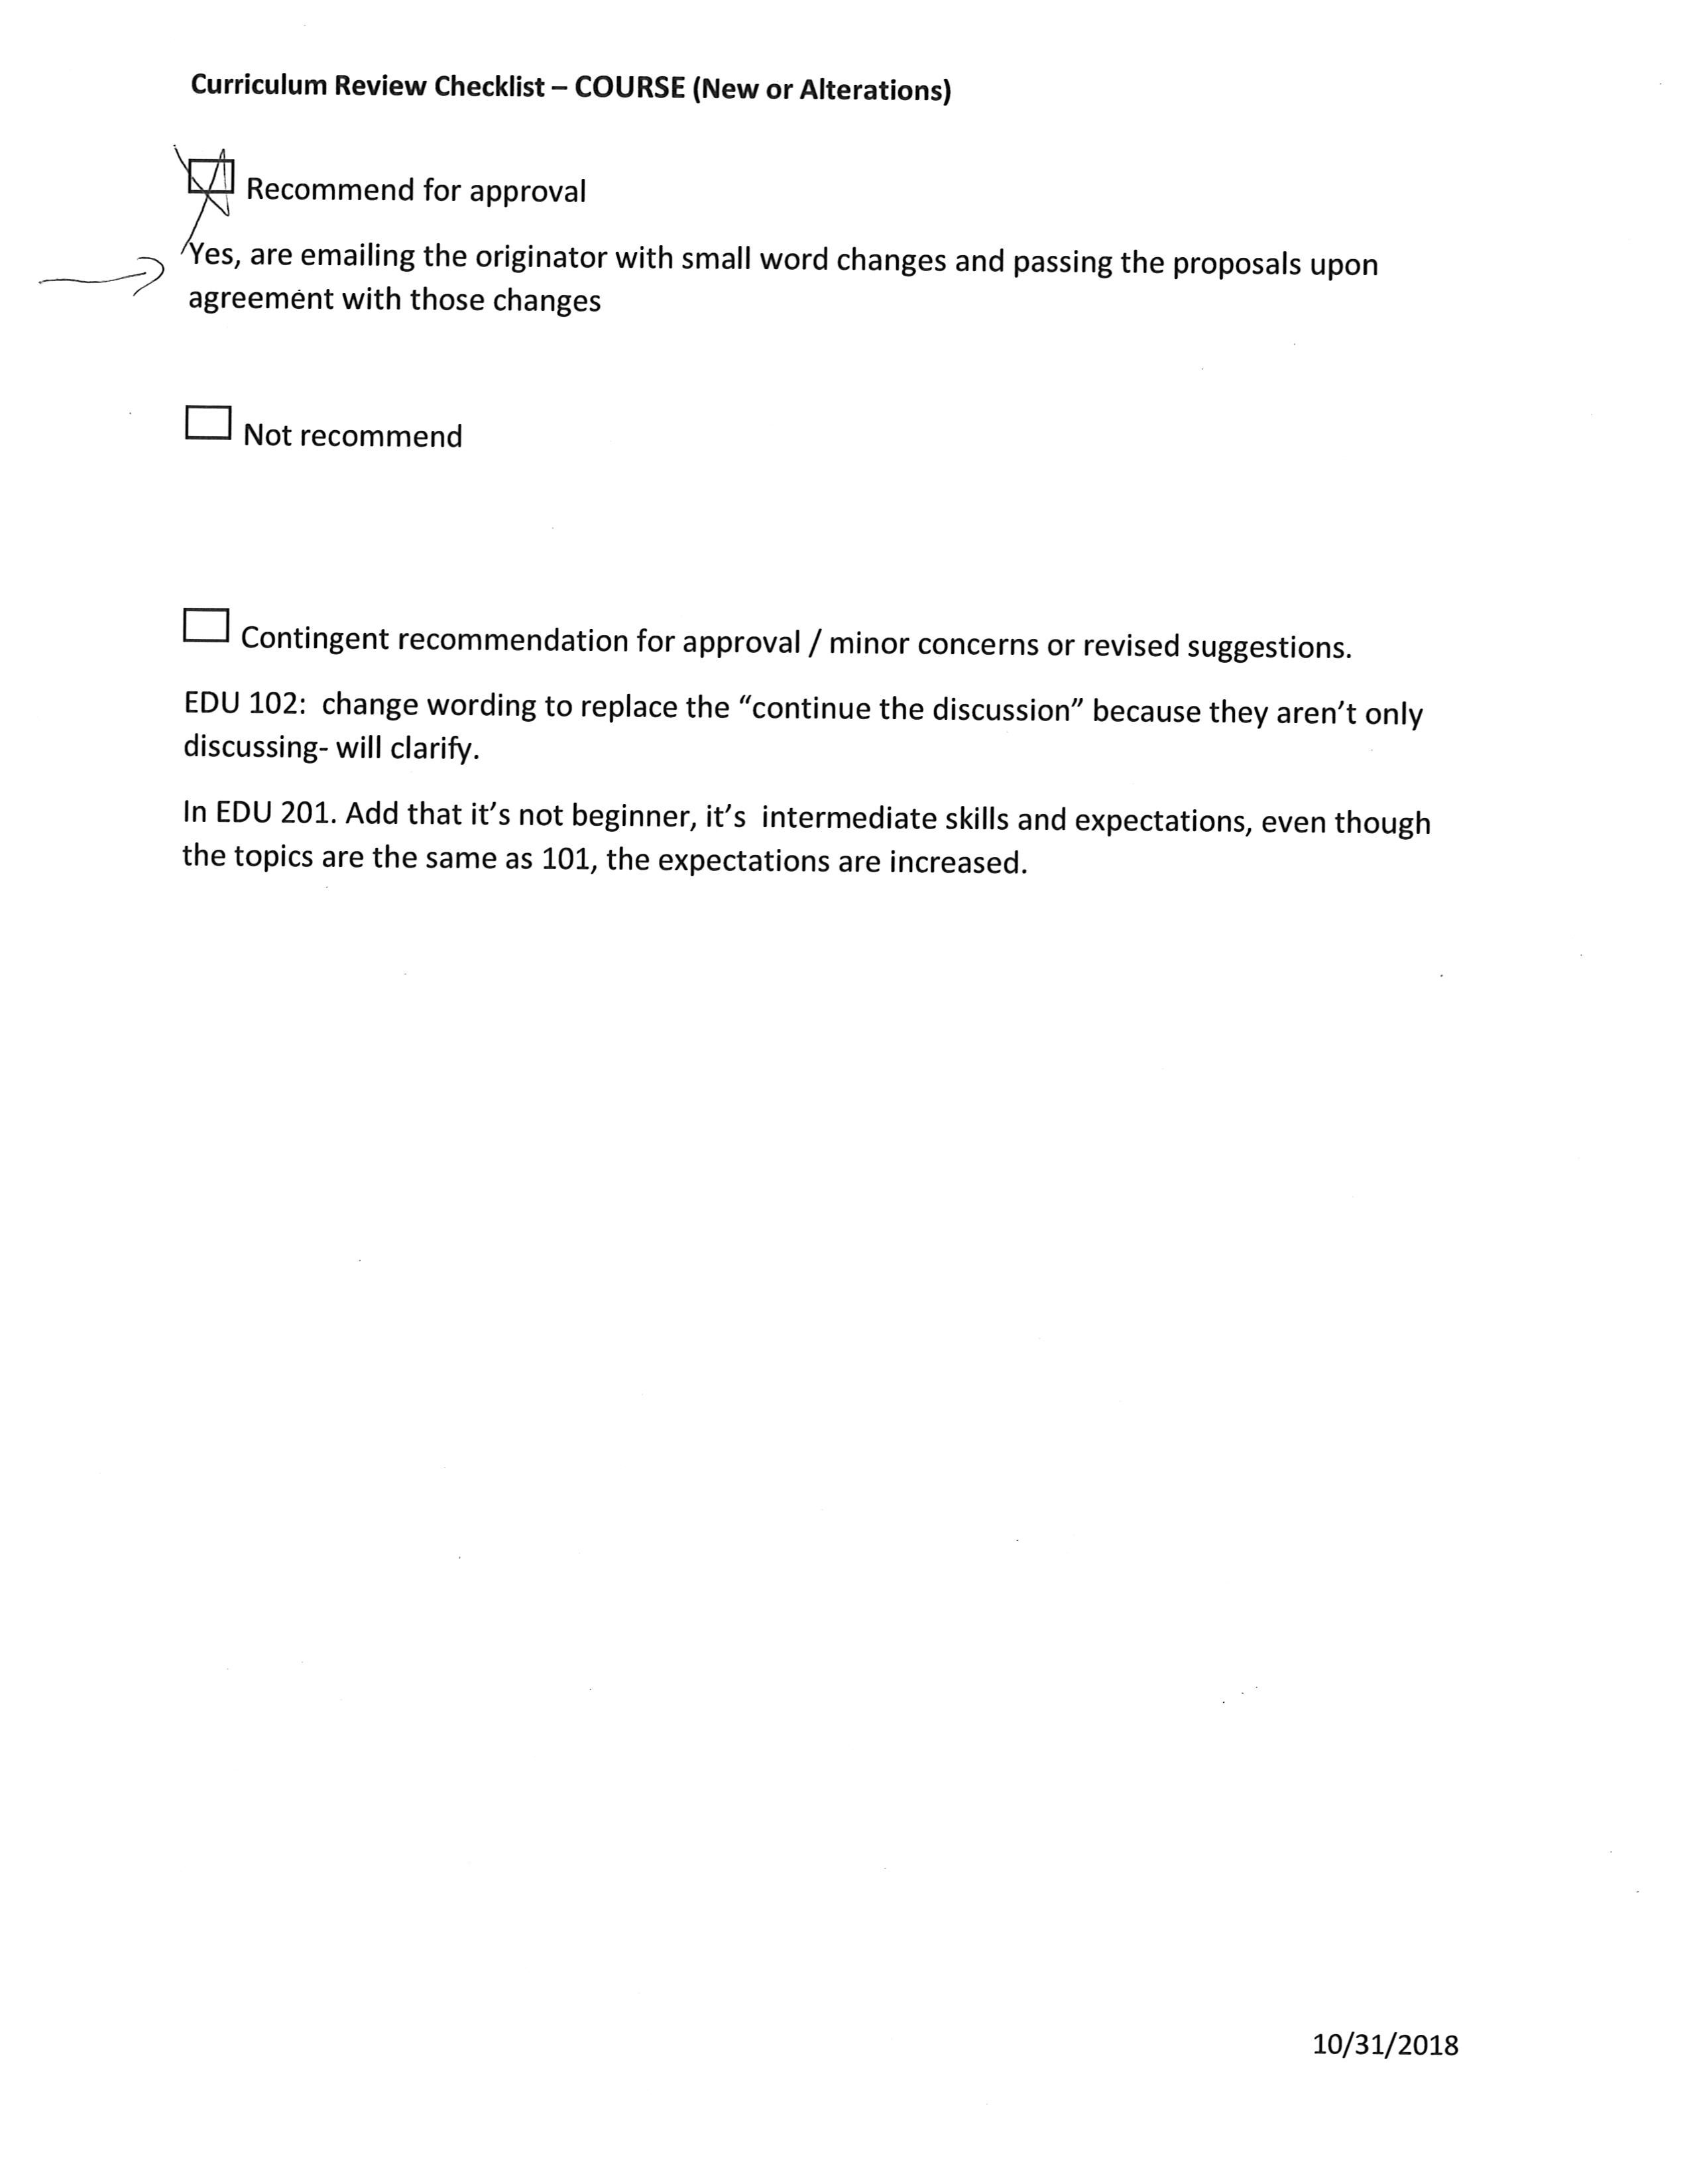 Curriculum Review Checklist – COURSE (New or Alterations)
Recommend for approval
Yes, are emailing the originator with small word changes and passing the proposals upon
agreement with those changes
Not recommend
Contingent recommendation for approval / minor concerns or revised suggestions.
EDU 102:  change wording to replace the “continue the discussion” because they aren’t only
discussing- will clarify.
In EDU 201. Add that it’s not beginner, it’s  intermediate skills and expectations, even though
the topics are the same as 101, the expectations are increased.
10/31/2018